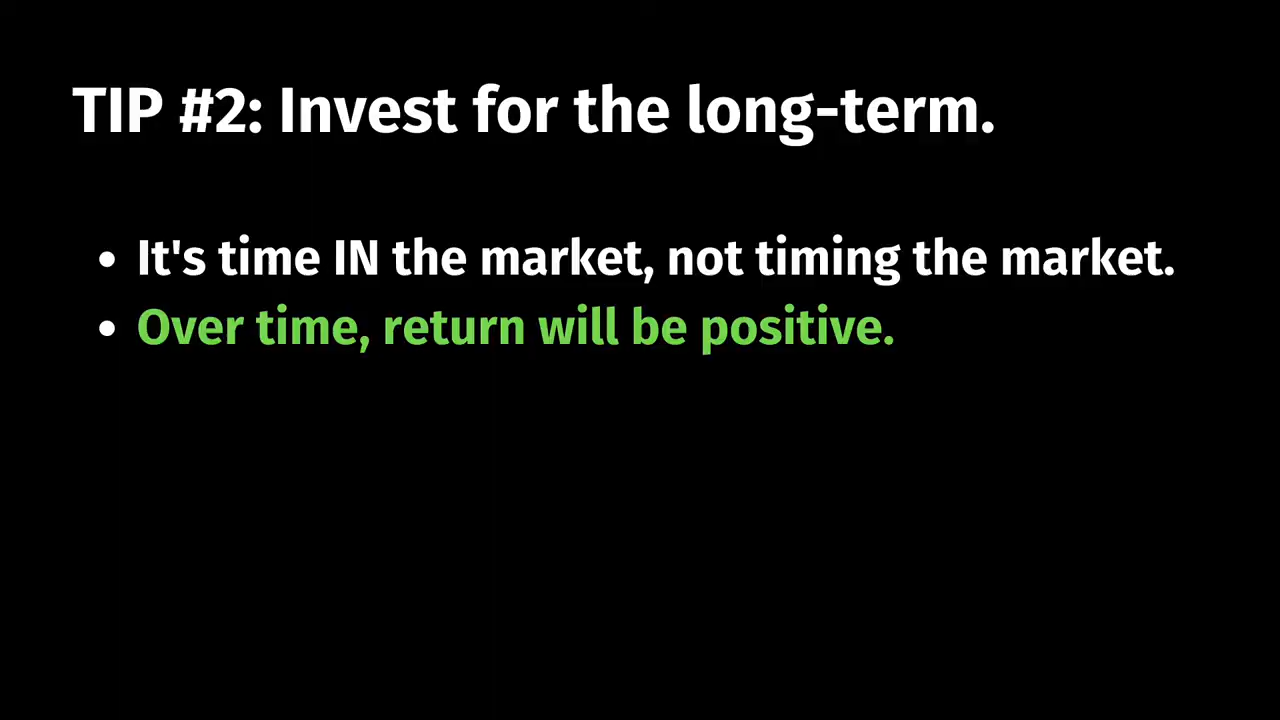 TIP #2: Invest for the long-term.
• It's time IN the market, not timing the market.
• Over time, return will be positive.